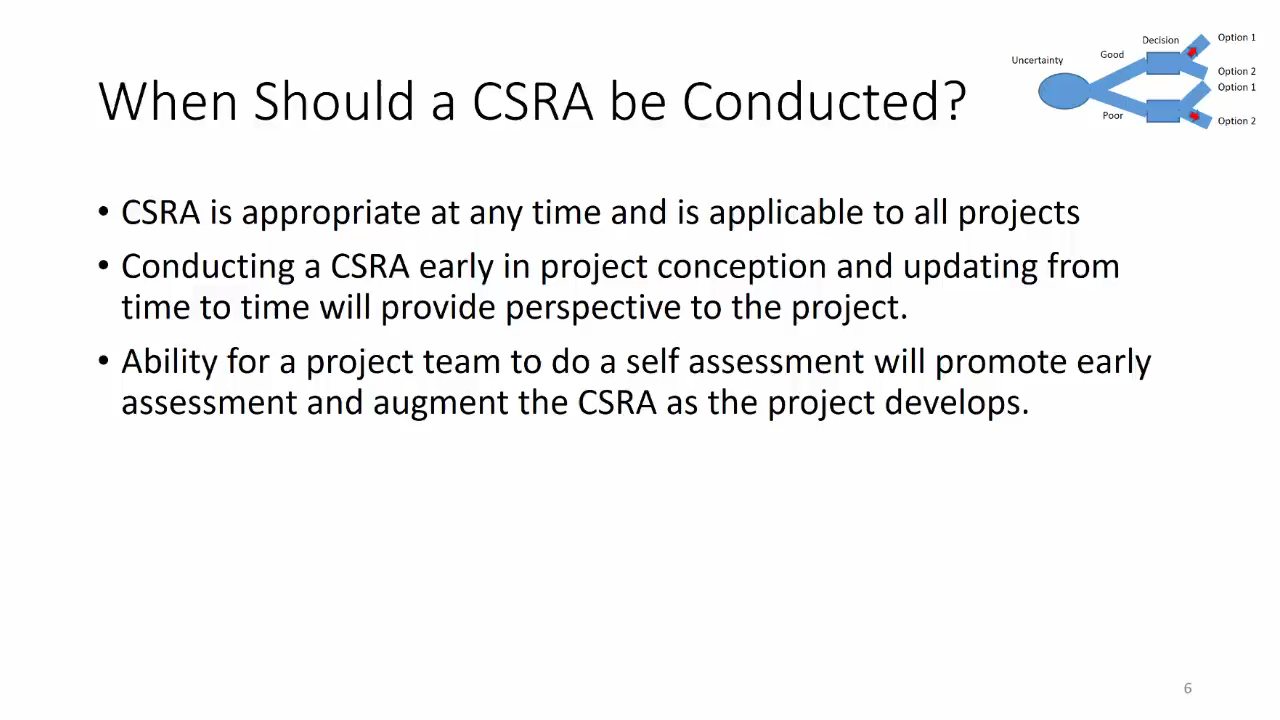 When Should a CSRA be Conducted?
Uncertainty
Good
Decision
Option 1
Option 2
Option 1
Poor
Option 2
• CSRA is appropriate at any time and is applicable to all projects
• Conducting a CSRA early in project conception and updating from
time to time will provide perspective to the project.
• Ability for a project team to do a self assessment will promote early
assessment and augment the CSRA as the project develops.
6